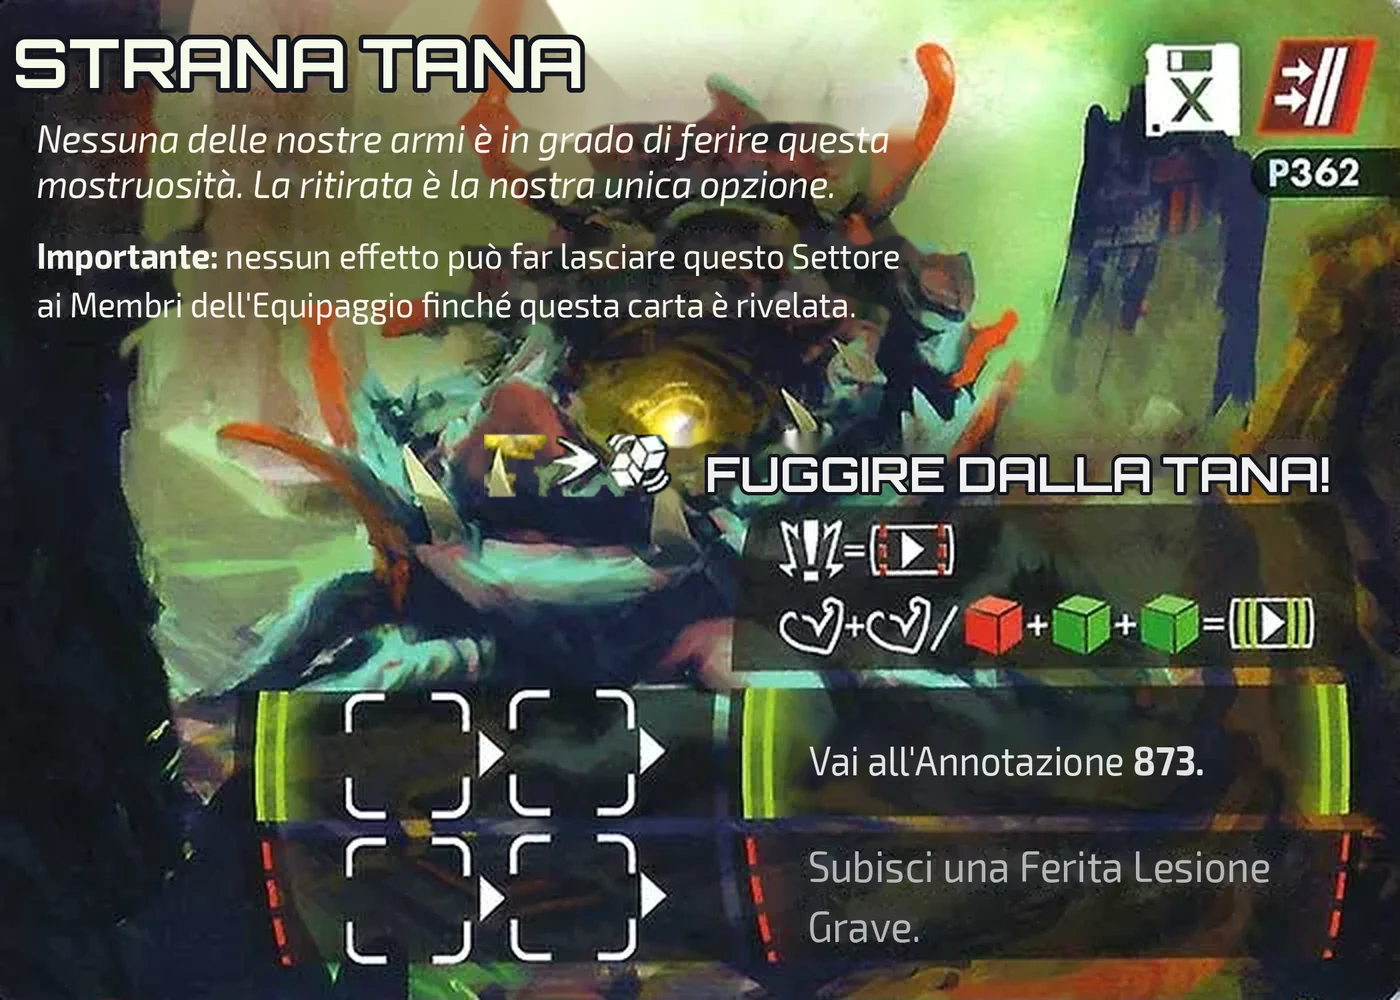 STRANA TANA
Nessuna delle nostre armi è in grado di ferire questa
mostruosità. La ritirata è la nostra unica opzione.
X
P362
Importante: nessun effetto può far lasciare questo Settore
ai Membri dell'Equipaggio finché questa carta è rivelata.
FUGGIRE DALLA TANA!
!=
+ / + + =
Vai all'Annotazione 873.
Subisci una Ferita Lesione
Grave.